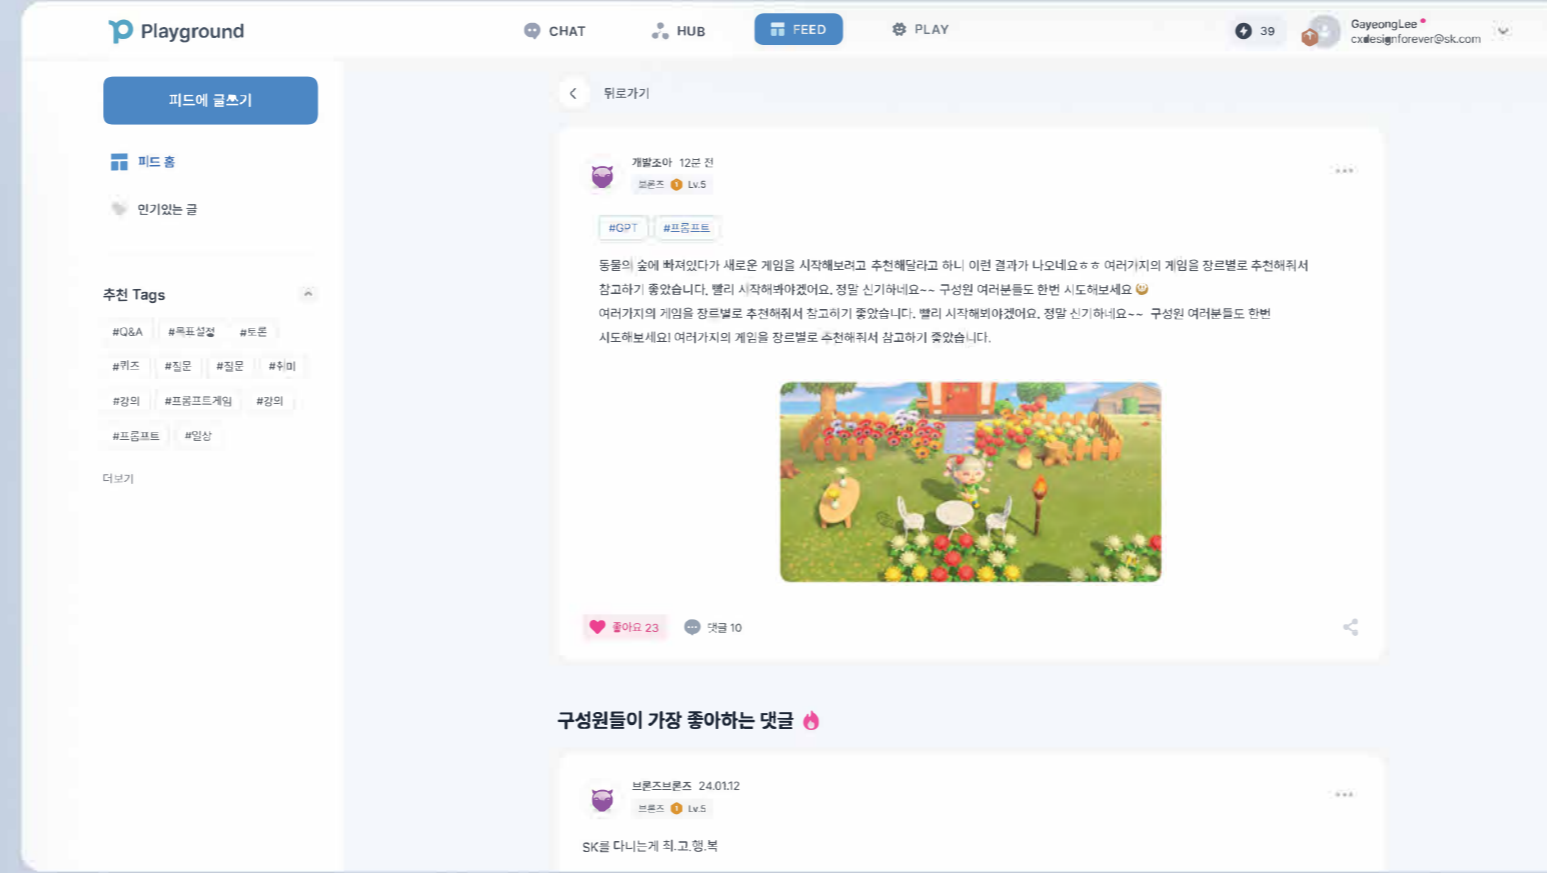 Playground
CHAT
HUB
FEED
PLAY
39
GayeongLee
cxdesignforever@sk.com
피드에 글쓰기
피드 홈
인기있는 글
추천 Tags
#Q&A #목표설정 #토론
#퀴즈 #질문 #질문 #취미
#강의 #프롬프트게임 #강의
#프롬프트 #일상
더보기
뒤로가기
개발조아 12분 전
브론즈 1 Lv.5
#GPT #프롬프트
동물의 숲에 빠져있다가 새로운 게임을 시작해보려고 추천해달라고 하니 이런 결과가 나오네요ㅎㅎ 여러가지의 게임을 장르별로 추천해줘서
참고하기 좋았습니다. 빨리 시작해봐야겠어요. 정말 신기하네요~~ 구성원 여러분들도 한번 시도해보세요
여러가지의 게임을 장르별로 추천해줘서 참고하기 좋았습니다. 빨리 시작해봐야겠어요. 정말 신기하네요~~ 구성원 여러분들도 한번
시도해보세요! 여러가지의 게임을 장르별로 추천해줘서 참고하기 좋았습니다.
좋아요 23
댓글 10
구성원들이 가장 좋아하는 댓글
브론즈브론즈 24.01.12
브론즈 1 Lv.5
SK를 다니는게 최.고.행.복